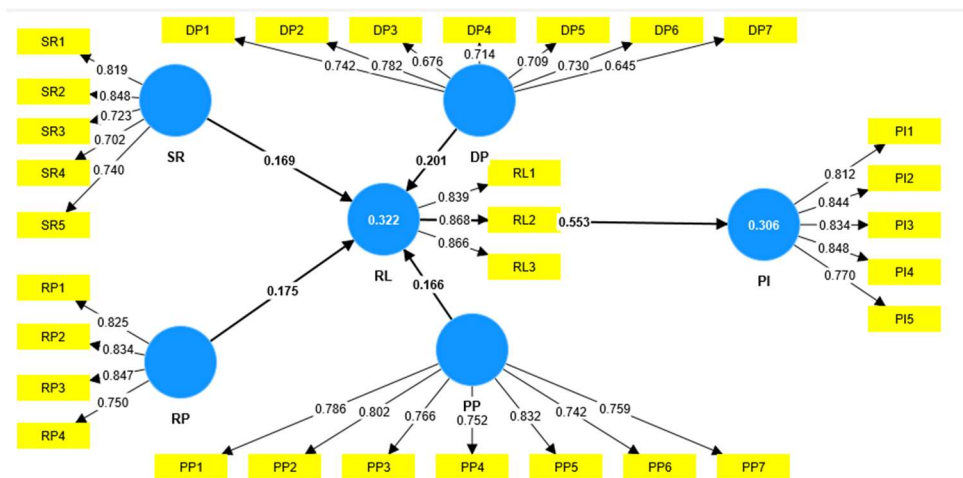 DP1 DP2 DP3 DP4 DP5 DP6 DP7
SR1
SR2
SR3
SR4
SR5
0.819
0.848
0.723
0.702
0.740
SR
0.742 0.782 0.676 0.714 0.709 0.730 0.645
DP
0.169
0.201
0.322
RL
0.839
0.868
0.866
RL1
RL2
RL3
0.553
0.306
PI
0.812
0.844
0.834
0.848
0.770
PI1
PI2
PI3
PI4
PI5
0.175
0.166
RP1
RP2
RP3
RP4
0.825
0.834
0.847
0.750
RP
PP
0.786 0.802 0.766 0.752 0.832 0.742 0.759
PP1 PP2 PP3 PP4 PP5 PP6 PP7